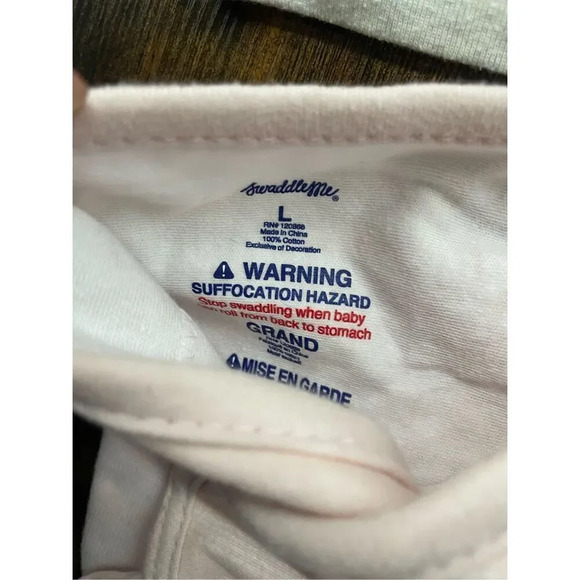 swaddleMe®
L
RN# 120868
Made in China
100% Cotton
Exclusive of Decoration
⚠ WARNING
SUFFOCATION HAZARD
Stop swaddling when baby
can roll from back to stomach
GRAND
⚠ MISE EN GARDE